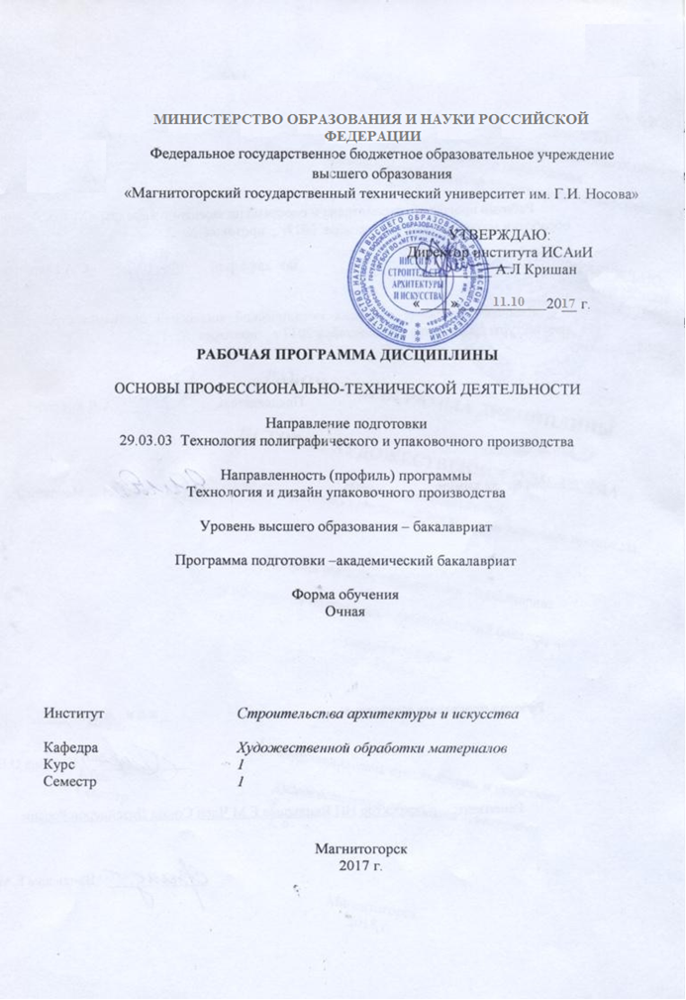 МИНИСТЕРСТВО ОБРАЗОВАНИЯ И НАУКИ РОССИЙСКОЙ
ФЕДЕРАЦИИ
Федеральное государственное бюджетное образовательное учреждение
высшего образования
«Магнитогорский государственный технический университет им. Г.И. Носова»
УТВЕРЖДАЮ:
Директор института ИСАиИ
А.Л Кришан
«____» 11.10 2017 г.
ИНСТИТУТ
СТРОИТЕЛЬСТВА
АРХИТЕКТУРЫ
И ИСКУССТВА
РАБОЧАЯ ПРОГРАММА ДИСЦИПЛИНЫ
ОСНОВЫ ПРОФЕССИОНАЛЬНО-ТЕХНИЧЕСКОЙ ДЕЯТЕЛЬНОСТИ
Направление подготовки
29.03.03 Технология полиграфического и упаковочного производства
Направленность (профиль) программы
Технология и дизайн упаковочного производства
Уровень высшего образования – бакалавриат
Программа подготовки –академический бакалавриат
Форма обучения
Очная
Институт Строительства архитектуры и искусства
Кафедра Художественной обработки материалов
Курс 1
Семестр 1
Магнитогорск
2017 г.